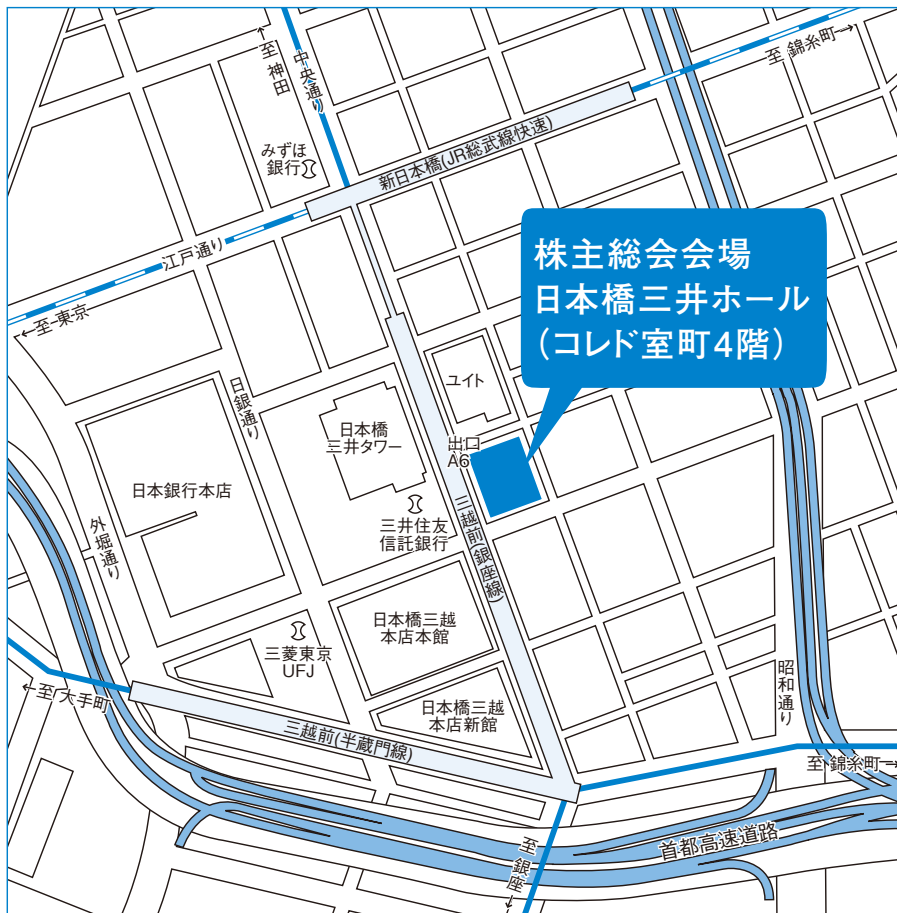 ←至 神田
中央通り
至 錦糸町→
みずほ
銀行
新日本橋(JR総武線快速)
江戸通り
←至 東京
株主総会会場
日本橋三井ホール
(コレド室町4階)
ユイト
日銀通り
日本橋
三井タワー
出口
A6
日本銀行本店
外堀通り
三井住友
信託銀行
三越前(銀座線)
日本橋三越
本店本館
三菱東京
UFJ
←至 大手町
日本橋三越
本店新館
昭和通り
三越前(半蔵門線)
至 錦糸町→
首都高速道路
至 銀座→